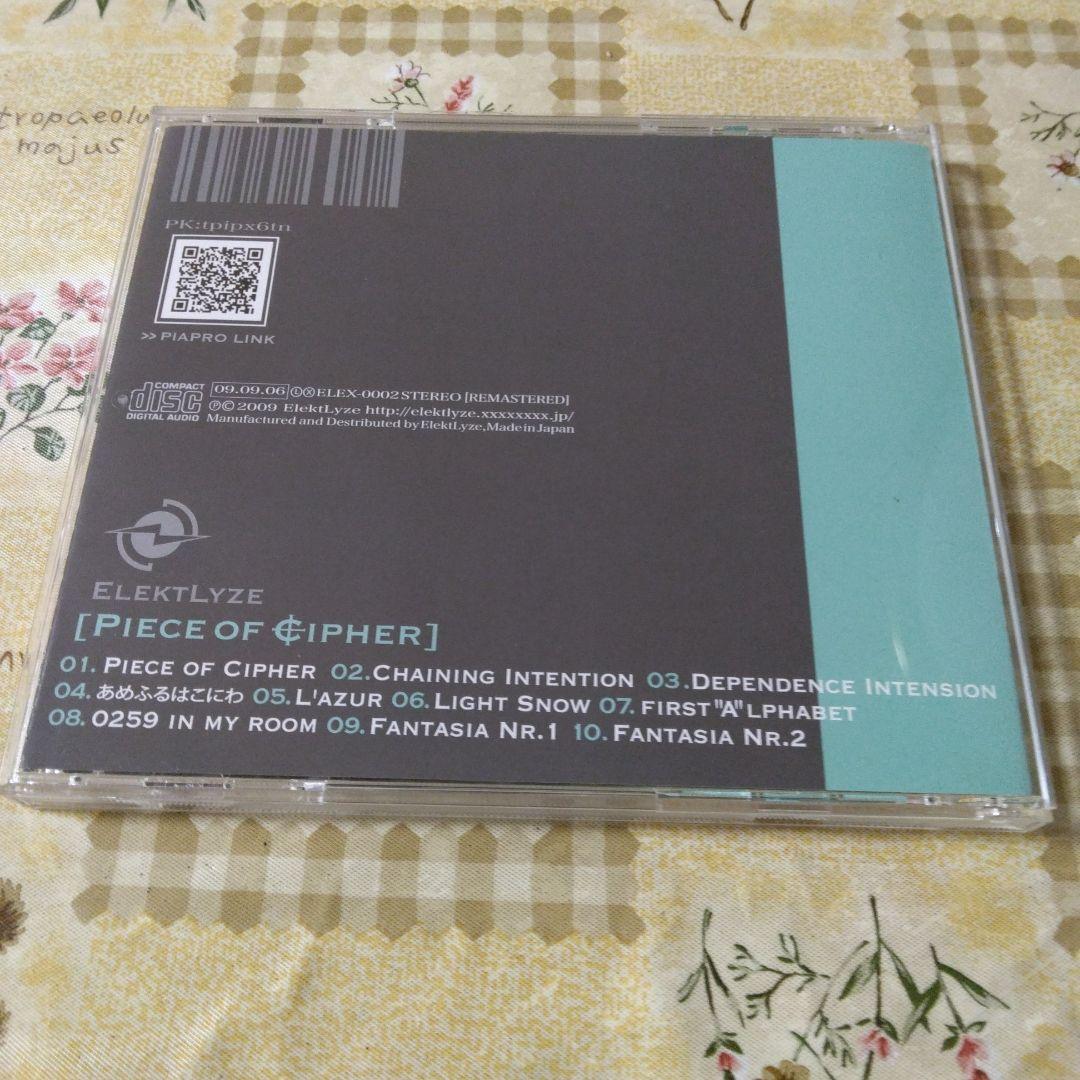 tropaeolu
majus
PK:tpipx6tn
>> PIAPRO LINK
COMPACT
disc
DIGITAL AUDIO
09.09.06 ⓁⓍ ELEX-0002 STEREO [REMASTERED]
Ⓟ© 2009 ElektLyze http://elektlyze.xxxxxxxx.jp/
Manufactured and Destributed by ElektLyze, Made in Japan
ELEKTLYZE
[PIECE OF CIPHER]
01. PIECE OF CIPHER 02. CHAINING INTENTION 03. DEPENDENCE INTENSION
04. あめふるはこにわ 05. L'AZUR 06. LIGHT SNOW 07. FIRST "A"LPHABET
08. 0259 IN MY ROOM 09. FANTASIA NR.1 10. FANTASIA NR.2